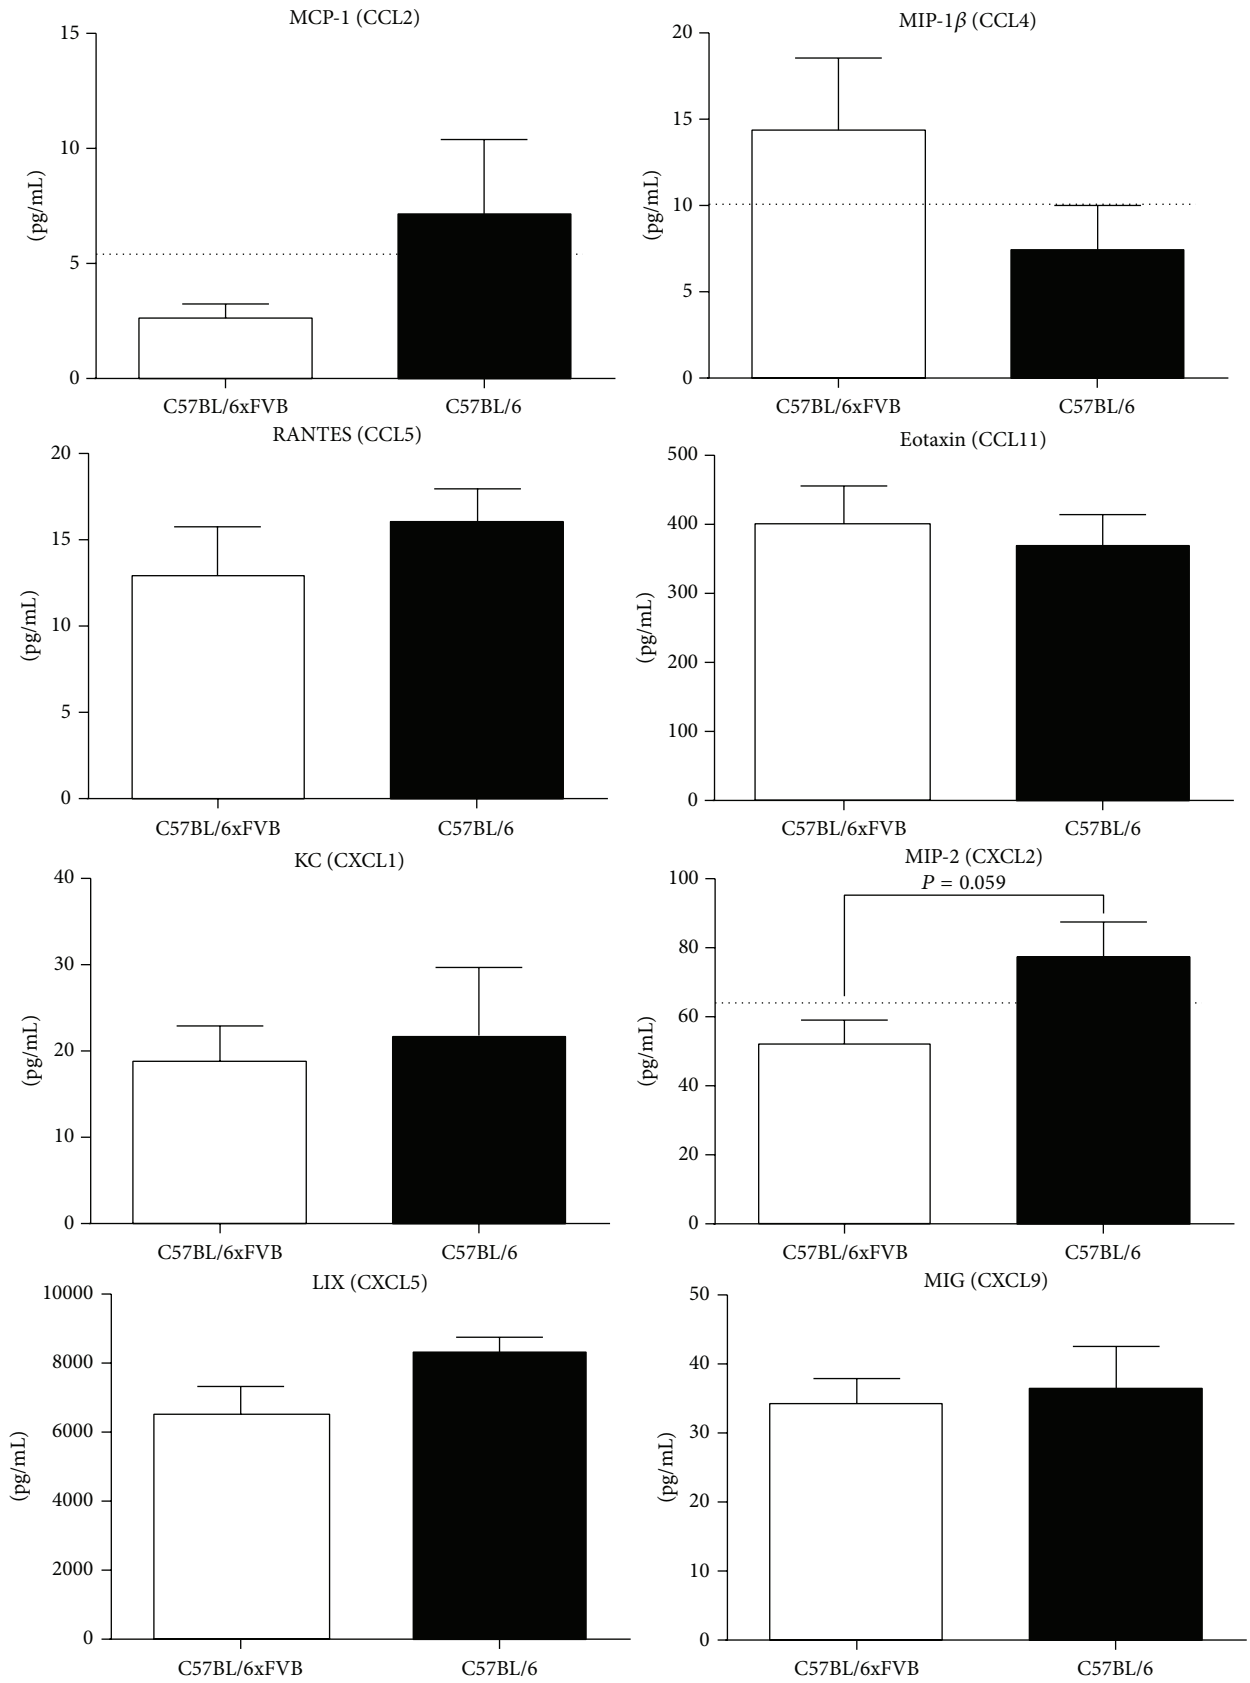 MCP-1 (CCL2)
15
10
5
0
(pg/mL)
C57BL/6xFVB
C57BL/6
MIP-1β (CCL4)
20
15
10
5
0
(pg/mL)
C57BL/6xFVB
C57BL/6
RANTES (CCL5)
20
15
10
5
0
(pg/mL)
C57BL/6xFVB
C57BL/6
Eotaxin (CCL11)
500
400
300
200
100
0
(pg/mL)
C57BL/6xFVB
C57BL/6
KC (CXCL1)
40
30
20
10
0
(pg/mL)
C57BL/6xFVB
C57BL/6
MIP-2 (CXCL2)
P = 0.059
100
80
60
40
20
0
(pg/mL)
C57BL/6xFVB
C57BL/6
LIX (CXCL5)
10000
8000
6000
4000
2000
0
(pg/mL)
C57BL/6xFVB
C57BL/6
MIG (CXCL9)
50
40
30
20
10
0
(pg/mL)
C57BL/6xFVB
C57BL/6